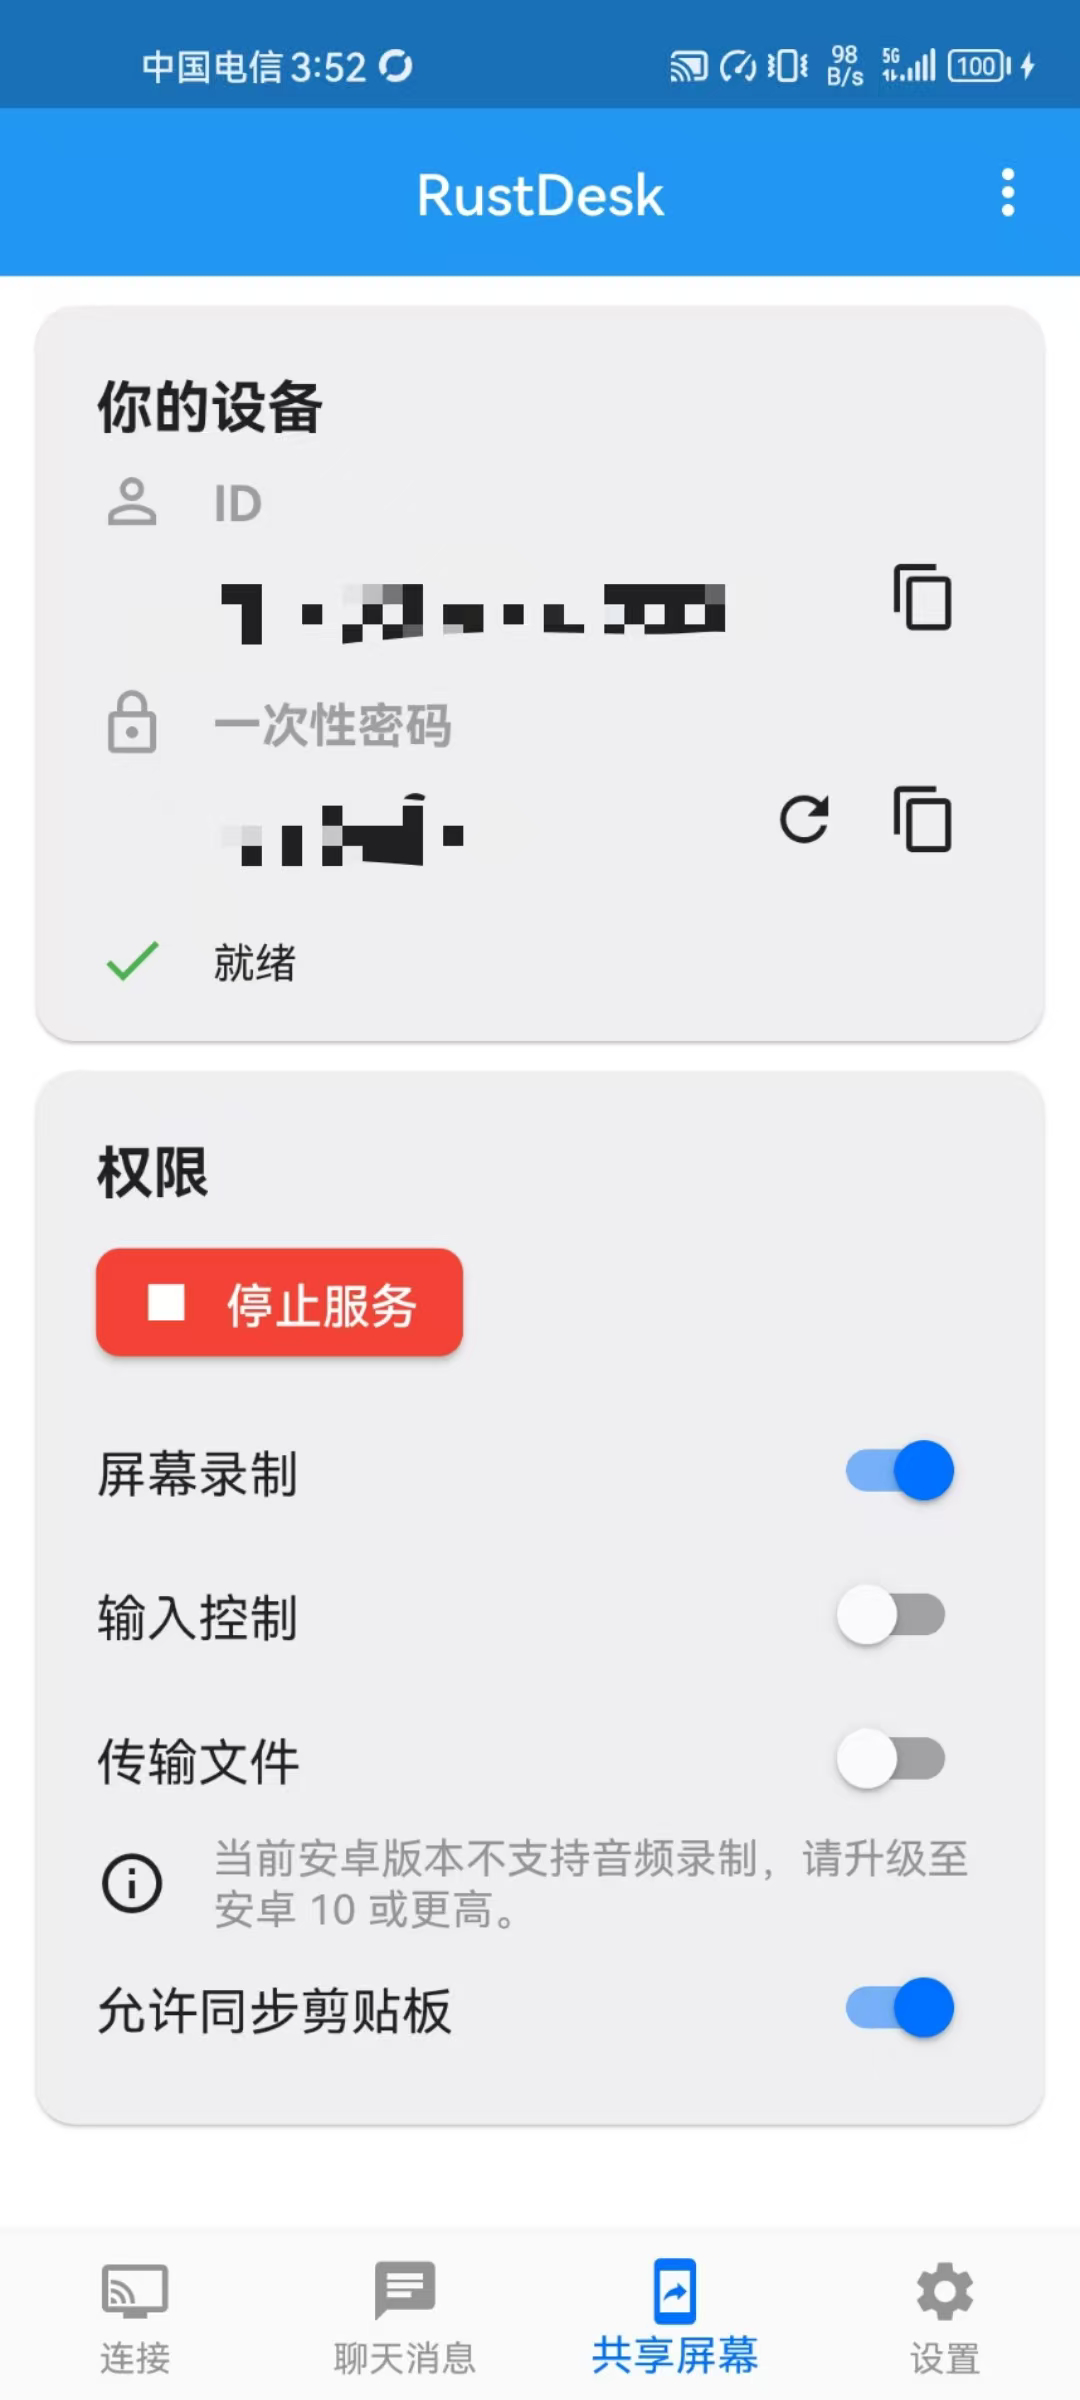 中国电信 3:52
98 B/s
5G
100
RustDesk
你的设备
ID
一次性密码
就绪
权限
停止服务
屏幕录制
输入控制
传输文件
当前安卓版本不支持音频录制，请升级至
安卓 10 或更高。
允许同步剪贴板
连接
聊天消息
共享屏幕
设置